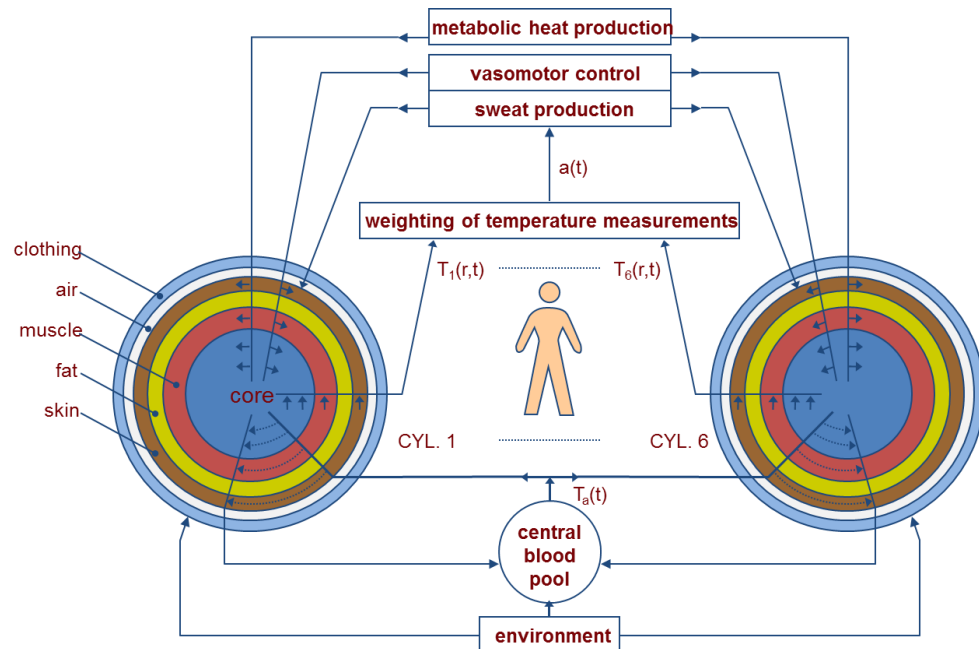 metabolic heat production
vasomotor control
sweat production
a(t)
weighting of temperature measurements
clothing
T₁(r,t)
T₆(r,t)
air
muscle
fat
core
skin
CYL. 1
CYL. 6
Tₐ(t)
central
blood
pool
environment